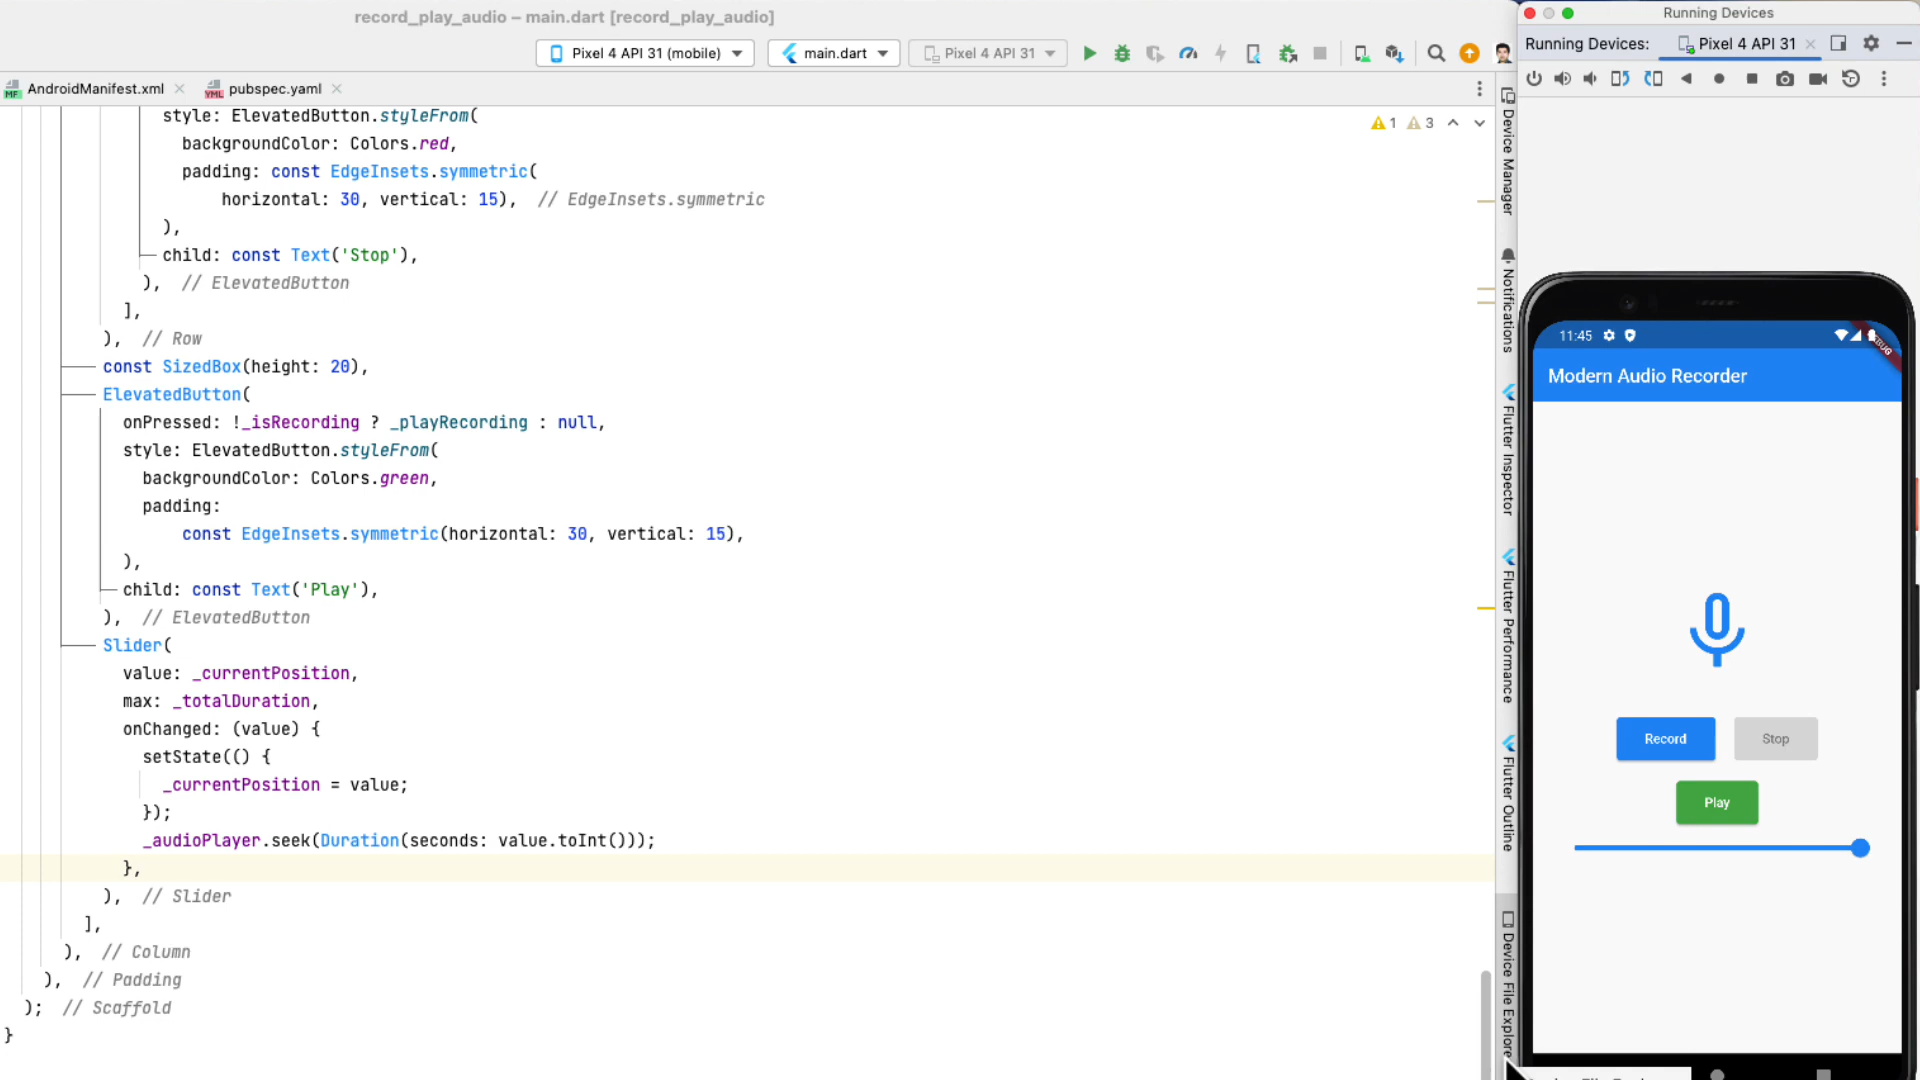 record_play_audio – main.dart [record_play_audio]
Pixel 4 API 31 (mobile)
main.dart
Pixel 4 API 31
AndroidManifest.xml
pubspec.yaml
1
3
style: ElevatedButton.styleFrom(
backgroundColor: Colors.red,
padding: const EdgeInsets.symmetric(
horizontal: 30, vertical: 15), // EdgeInsets.symmetric
),
child: const Text('Stop'),
), // ElevatedButton
],
), // Row
const SizedBox(height: 20),
ElevatedButton(
onPressed: !_isRecording ? _playRecording : null,
style: ElevatedButton.styleFrom(
backgroundColor: Colors.green,
padding:
const EdgeInsets.symmetric(horizontal: 30, vertical: 15),
),
child: const Text('Play'),
), // ElevatedButton
Slider(
value: _currentPosition,
max: _totalDuration,
onChanged: (value) {
setState(() {
_currentPosition = value;
});
_audioPlayer.seek(Duration(seconds: value.toInt()));
},
), // Slider
],
), // Column
), // Padding
); // Scaffold
}
Device Manager
Notifications
Flutter Inspector
Flutter Performance
Flutter Outline
Device File Explorer
Running Devices
Running Devices:
Pixel 4 API 31
11:45
Modern Audio Recorder
Record
Stop
Play